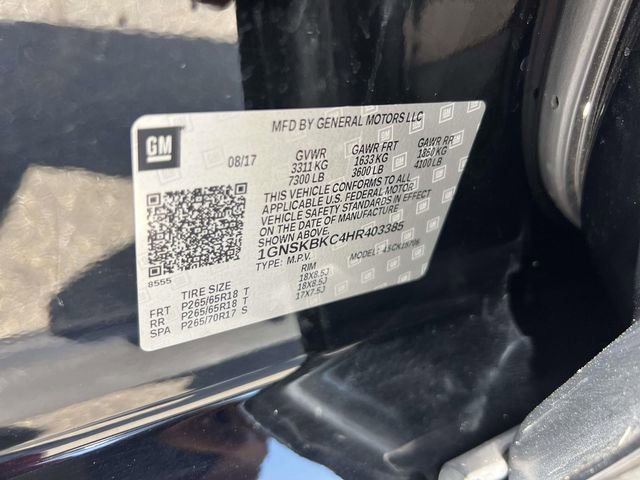 MFD BY GENERAL MOTORS LLC
GM
08/17
GVWR GAWR FRT GAWR RR
3311 KG 1633 KG 1860 KG
7300 LB 3600 LB 4100 LB
THIS VEHICLE CONFORMS TO ALL
APPLICABLE U.S. FEDERAL MOTOR
VEHICLE SAFETY STANDARDS IN EFFECT
ON THE DATE OF MANUFACTURE
SHOWN ABOVE.
1GNSKBKC4HR403385
TYPE: M.P.V. MODEL:
8555
TIRE SIZE RIM
FRT P265/65R18 T 18X8.5J
RR P265/65R18 T 18X8.5J
SPA P265/70R17 S 17X7.5J